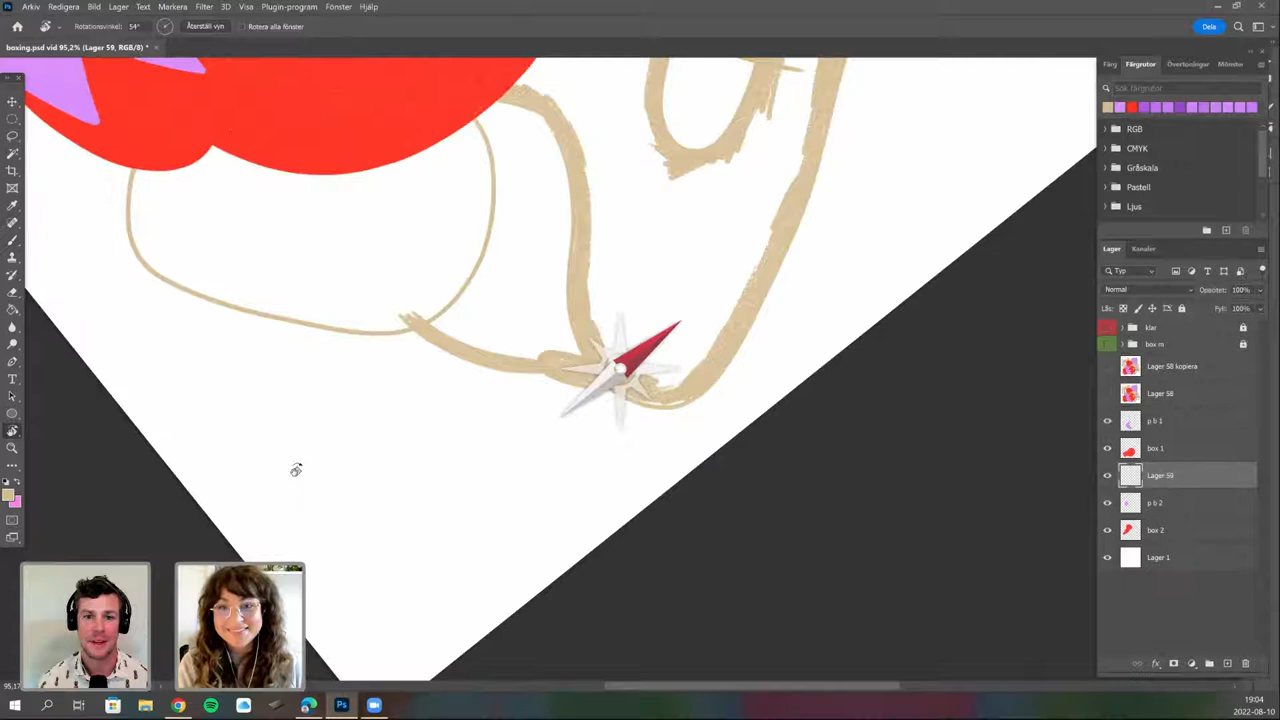 Arkiv Redigera Bild Lager Text Markera Filter 3D Visa Plugin-program Fönster Hjälp
Rotationsvinkel: 54° Återställ vyn Rotera alla fönster Dela
boxing.psd vid 95,2% (Lager 59, RGB/8) *
Färg Färgrutor Övertoningar Mönster
Sök färgrutor
RGB
CMYK
Gråskala
Pastell
Ljus
Lager Kanaler
Typ
Normal Opacitet: 100%
Lås: Fyll: 100%
klar
box m
Lager 58 kopiera
Lager 58
p b 1
box 1
Lager 59
p b 2
box 2
Lager 1
19:04
2022-08-10